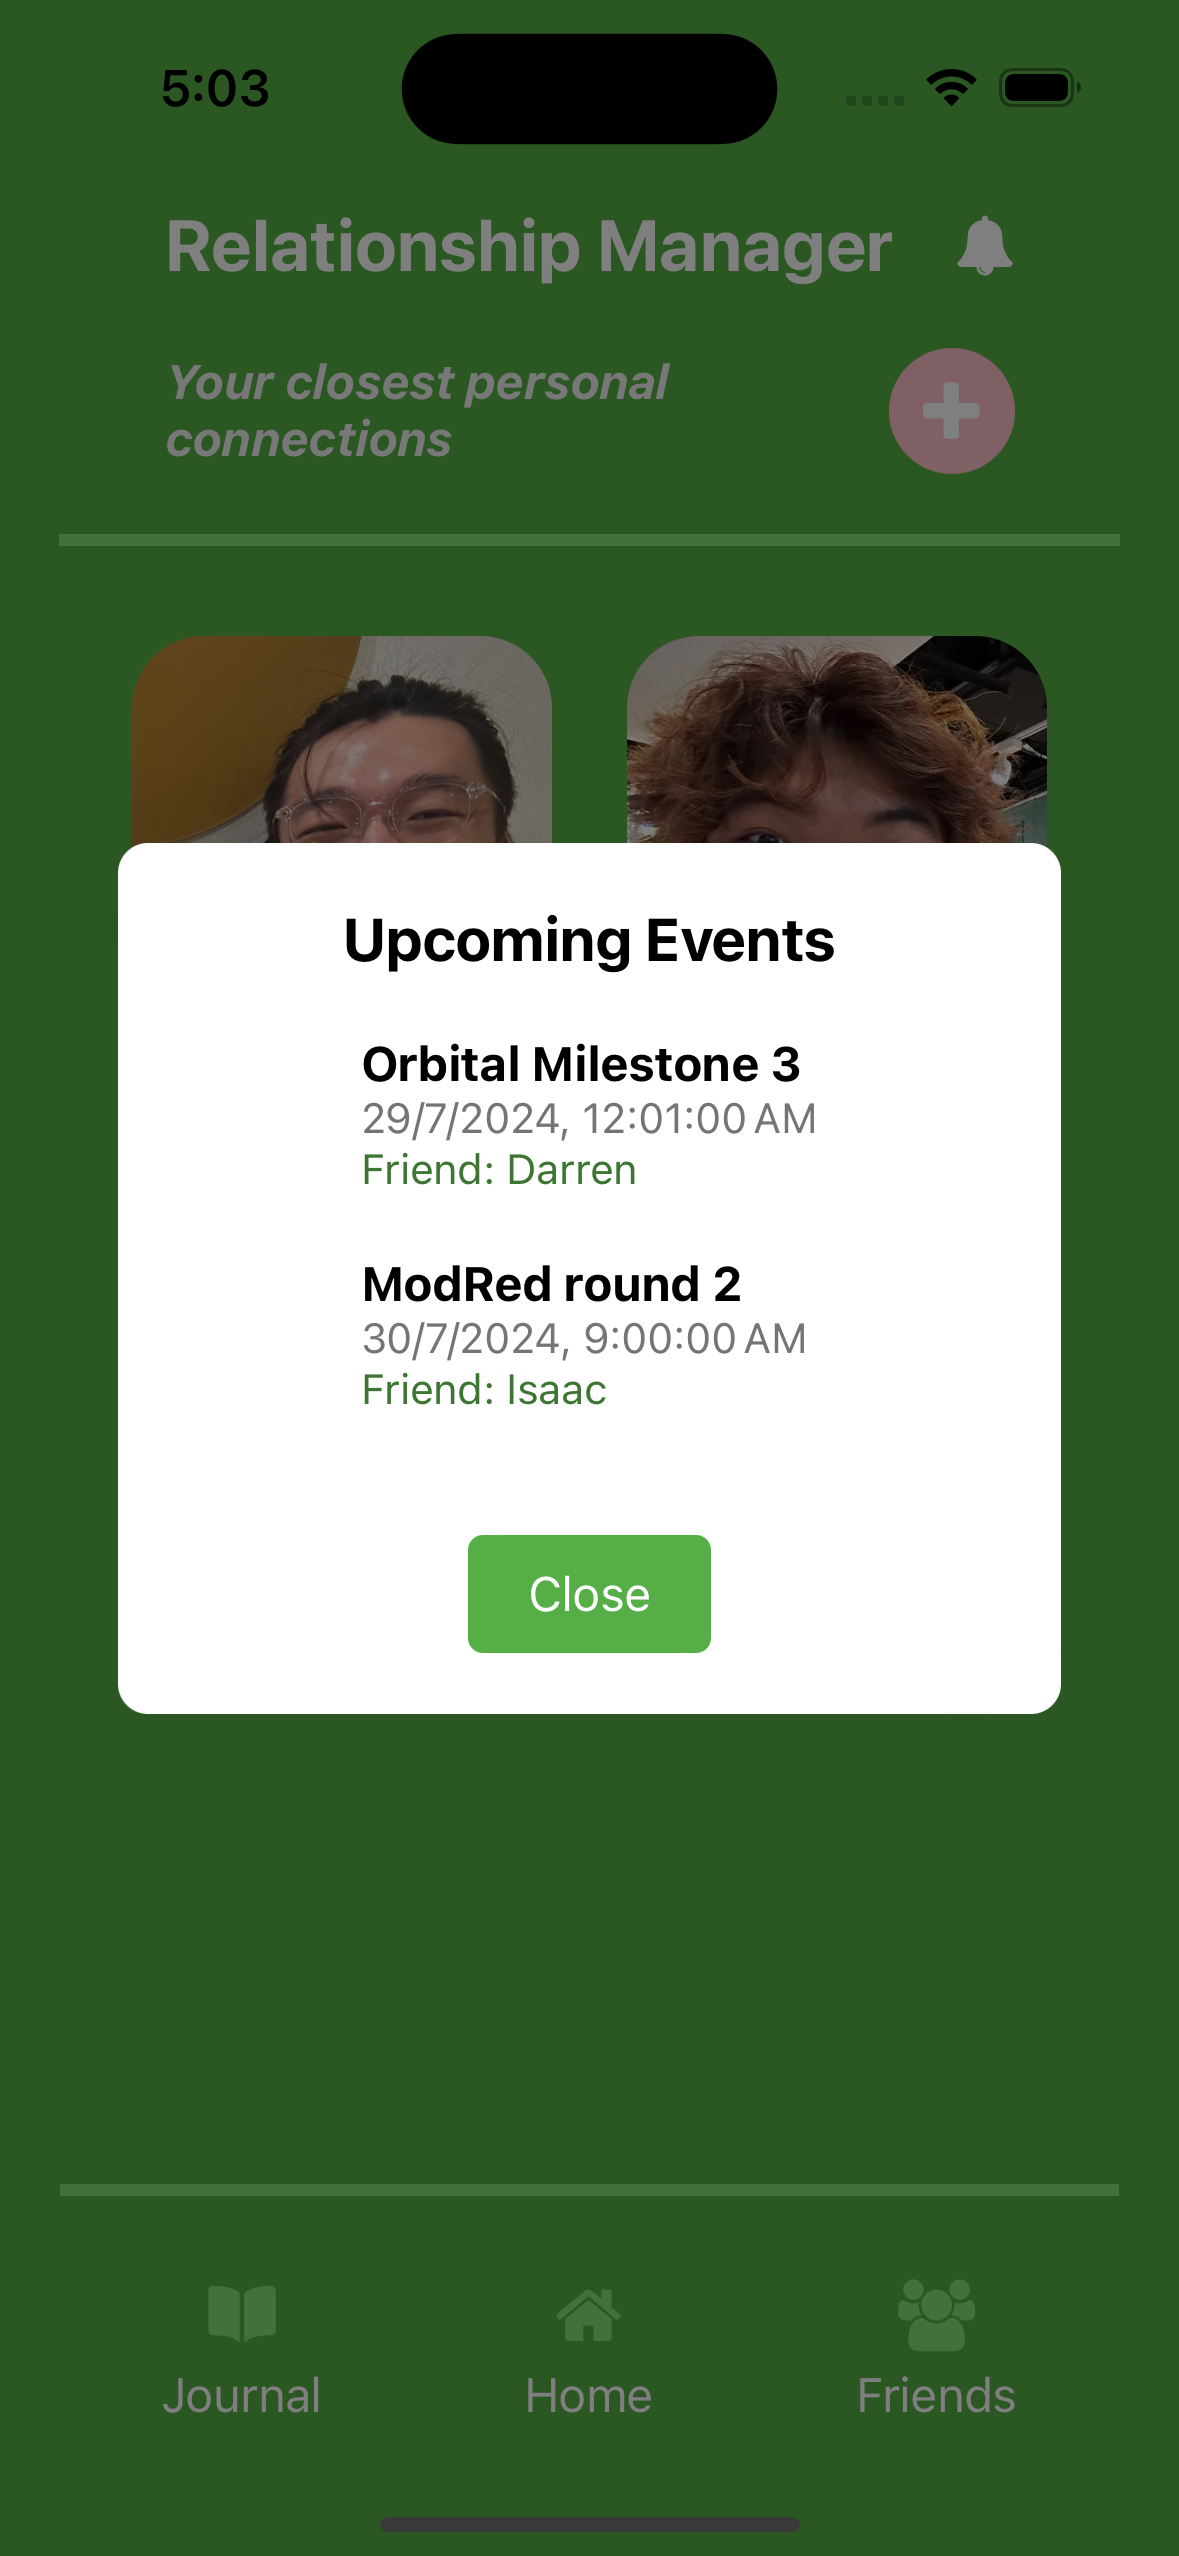 5:03
Relationship Manager
Your closest personal
connections
Upcoming Events
Orbital Milestone 3
29/7/2024, 12:01:00 AM
Friend: Darren
ModRed round 2
30/7/2024, 9:00:00 AM
Friend: Isaac
Close
Journal
Home
Friends